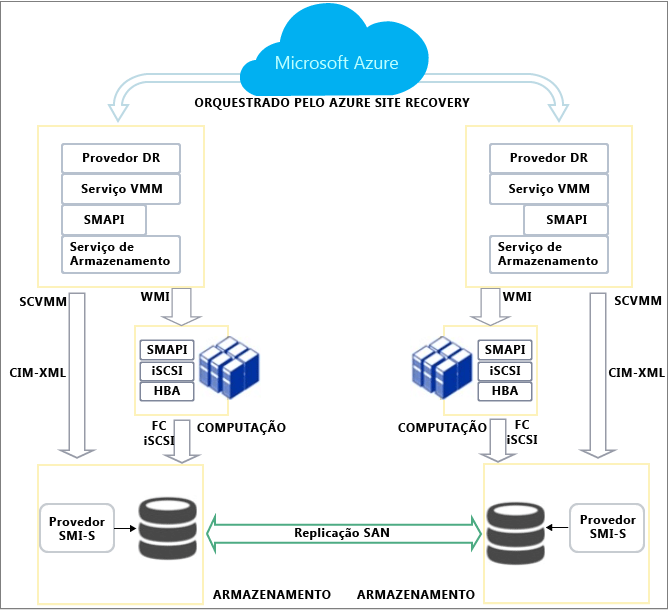 Microsoft Azure
ORQUESTRADO PELO AZURE SITE RECOVERY
Provedor DR
Serviço VMM
SMAPI
Serviço de
Armazenamento
Provedor DR
Serviço VMM
SMAPI
Serviço de
Armazenamento
SCVMM
WMI
WMI
SCVMM
CIM-XML
SMAPI
iSCSI
HBA
SMAPI
iSCSI
HBA
CIM-XML
FC
iSCSI
COMPUTAÇÃO
COMPUTAÇÃO
FC
iSCSI
Provedor
SMI-S
Replicação SAN
Provedor
SMI-S
ARMAZENAMENTO
ARMAZENAMENTO